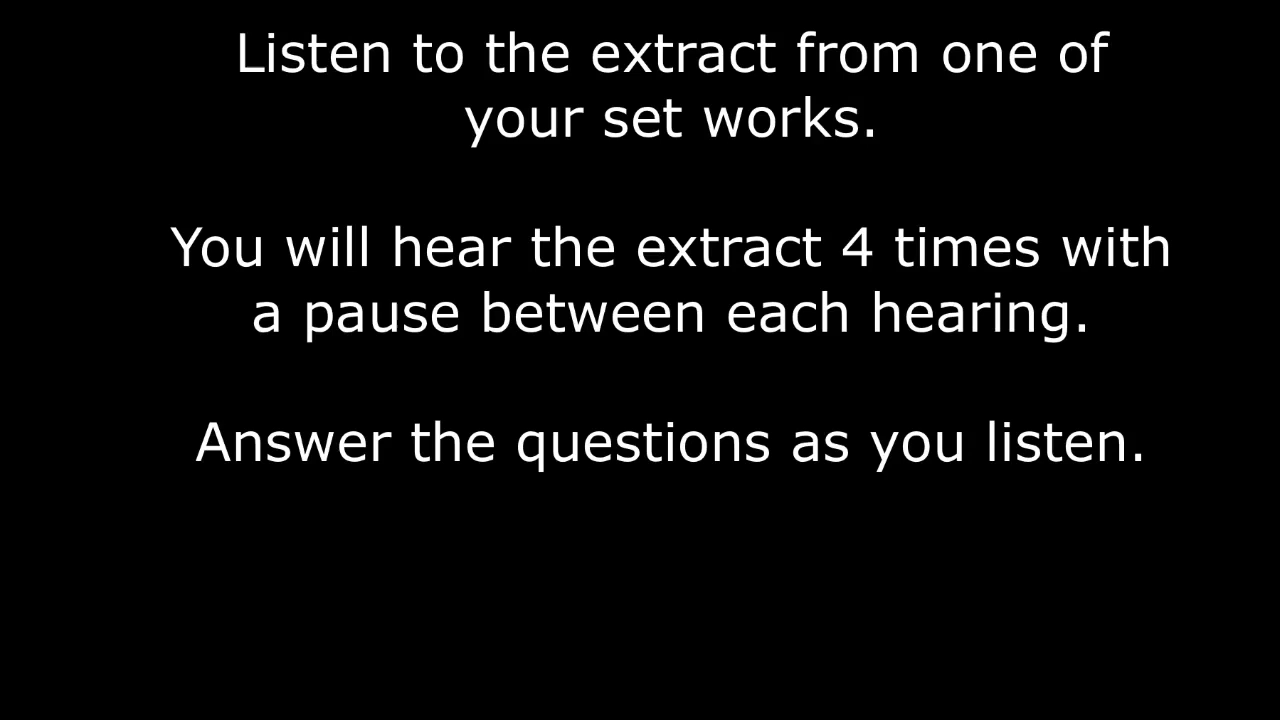 Listen to the extract from one of
your set works.
You will hear the extract 4 times with
a pause between each hearing.
Answer the questions as you listen.